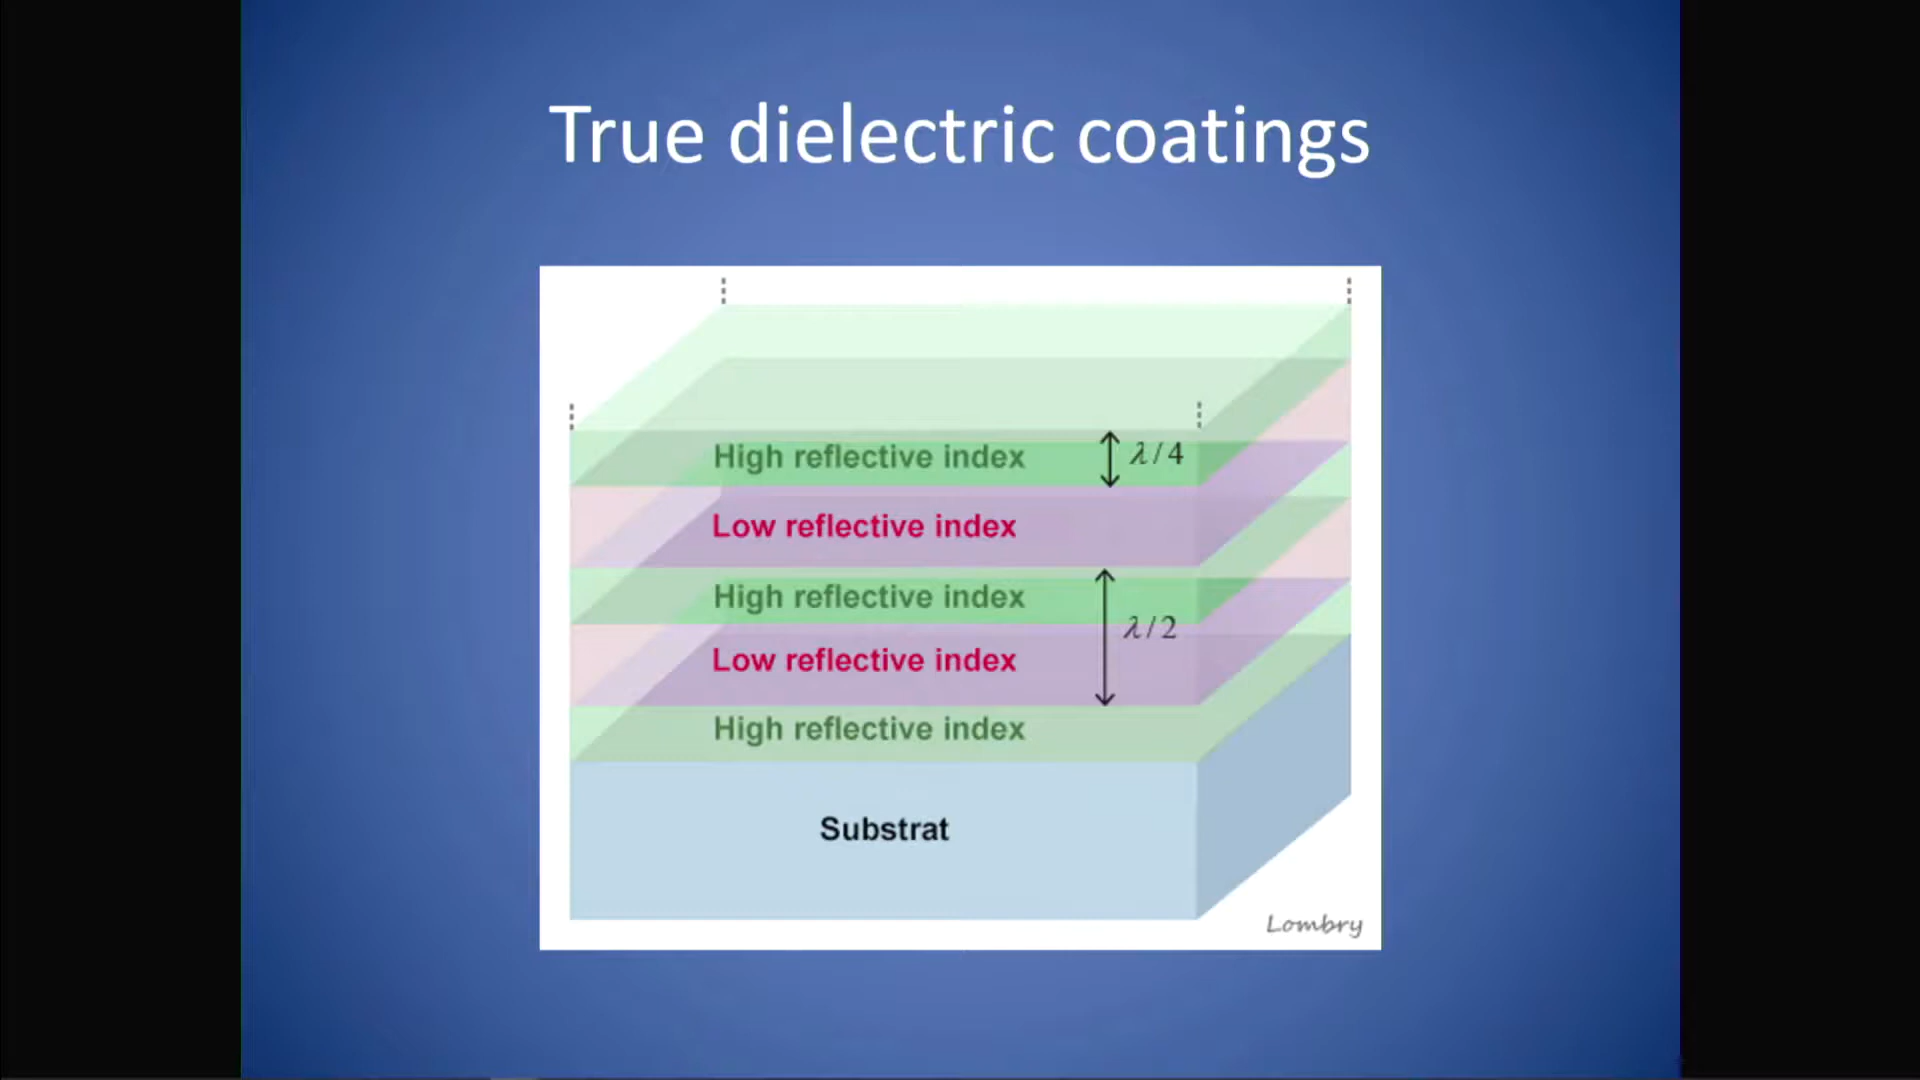 True dielectric coatings
High reflective index
λ/4
Low reflective index
High reflective index
λ/2
Low reflective index
High reflective index
Substrat
Lombry